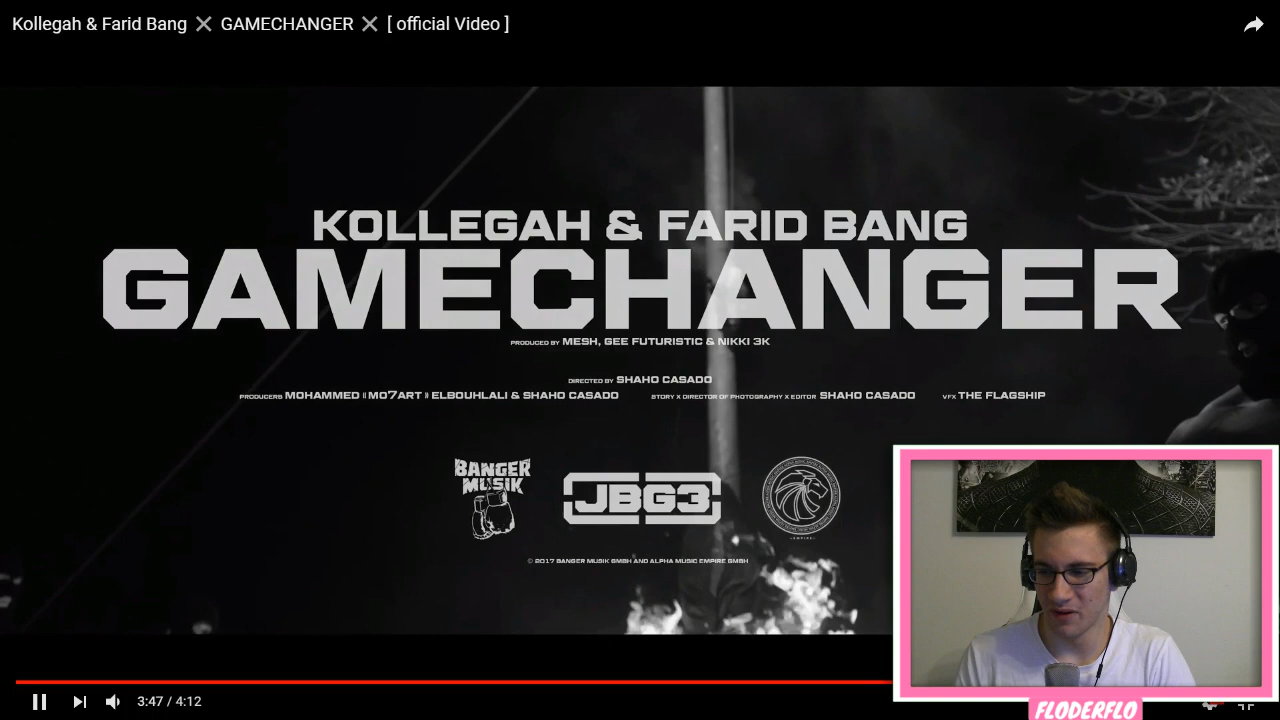 Kollegah & Farid Bang ✕ GAMECHANGER ✕ [ official Video ]
KOLLEGAH & FARID BANG
GAMECHANGER
PRODUCED BY MESH, GEE FUTURISTIC & NIKKI 3K
DIRECTED BY SHAHO CASADO
PRODUCERS MOHAMMED «MO7ART» ELBOUHLALI & SHAHO CASADO STORY X DIRECTOR OF PHOTOGRAPHY X EDITOR SHAHO CASADO VFX THE FLAGSHIP
BANGER
MUSIK
JBG3
EMPIRE
© 2017 BANGER MUSIK GMBH AND ALPHA MUSIC EMPIRE GMBH
3:47 / 4:12
FLODERFLO